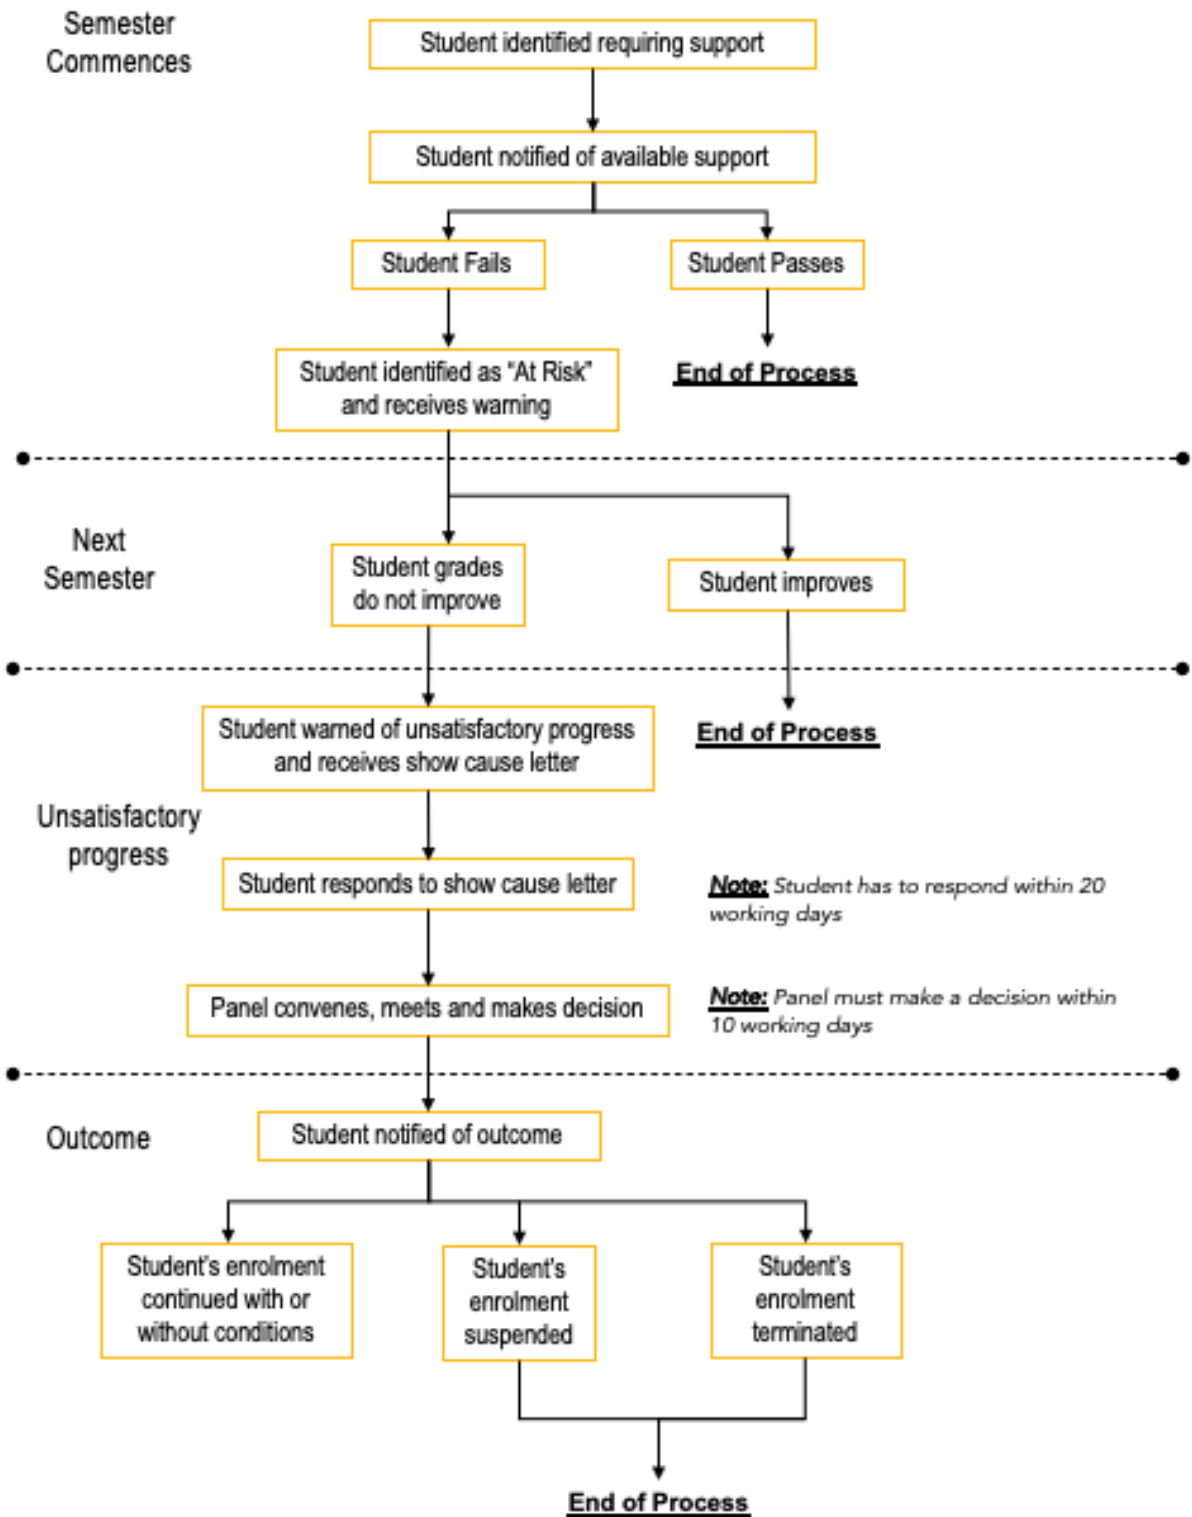 Semester
Commences
Student identified requiring support
Student notified of available support
Student Fails
Student Passes
Student identified as “At Risk”
and receives warning
End of Process
Next
Semester
Student grades
do not improve
Student improves
Student warned of unsatisfactory progress
and receives show cause letter
End of Process
Unsatisfactory
progress
Student responds to show cause letter
Note: Student has to respond within 20
working days
Panel convenes, meets and makes decision
Note: Panel must make a decision within
10 working days
Outcome
Student notified of outcome
Student’s enrolment
continued with or
without conditions
Student’s
enrolment
suspended
Student’s
enrolment
terminated
End of Process